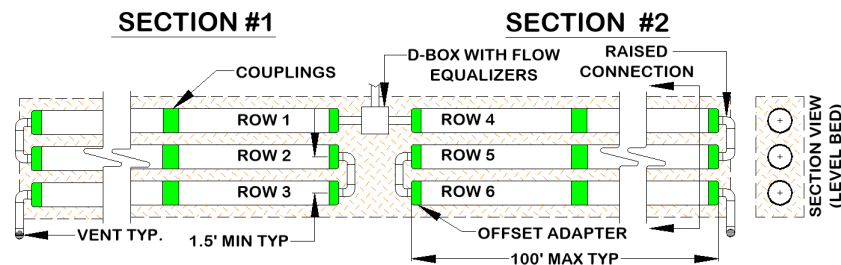 SECTION #1
SECTION #2
D-BOX WITH FLOW
EQUALIZERS
RAISED
CONNECTION
COUPLINGS
ROW 1
ROW 4
ROW 2
ROW 5
ROW 3
ROW 6
VENT TYP.
1.5' MIN TYP
OFFSET ADAPTER
100' MAX TYP
SECTION VIEW
(LEVEL BED)